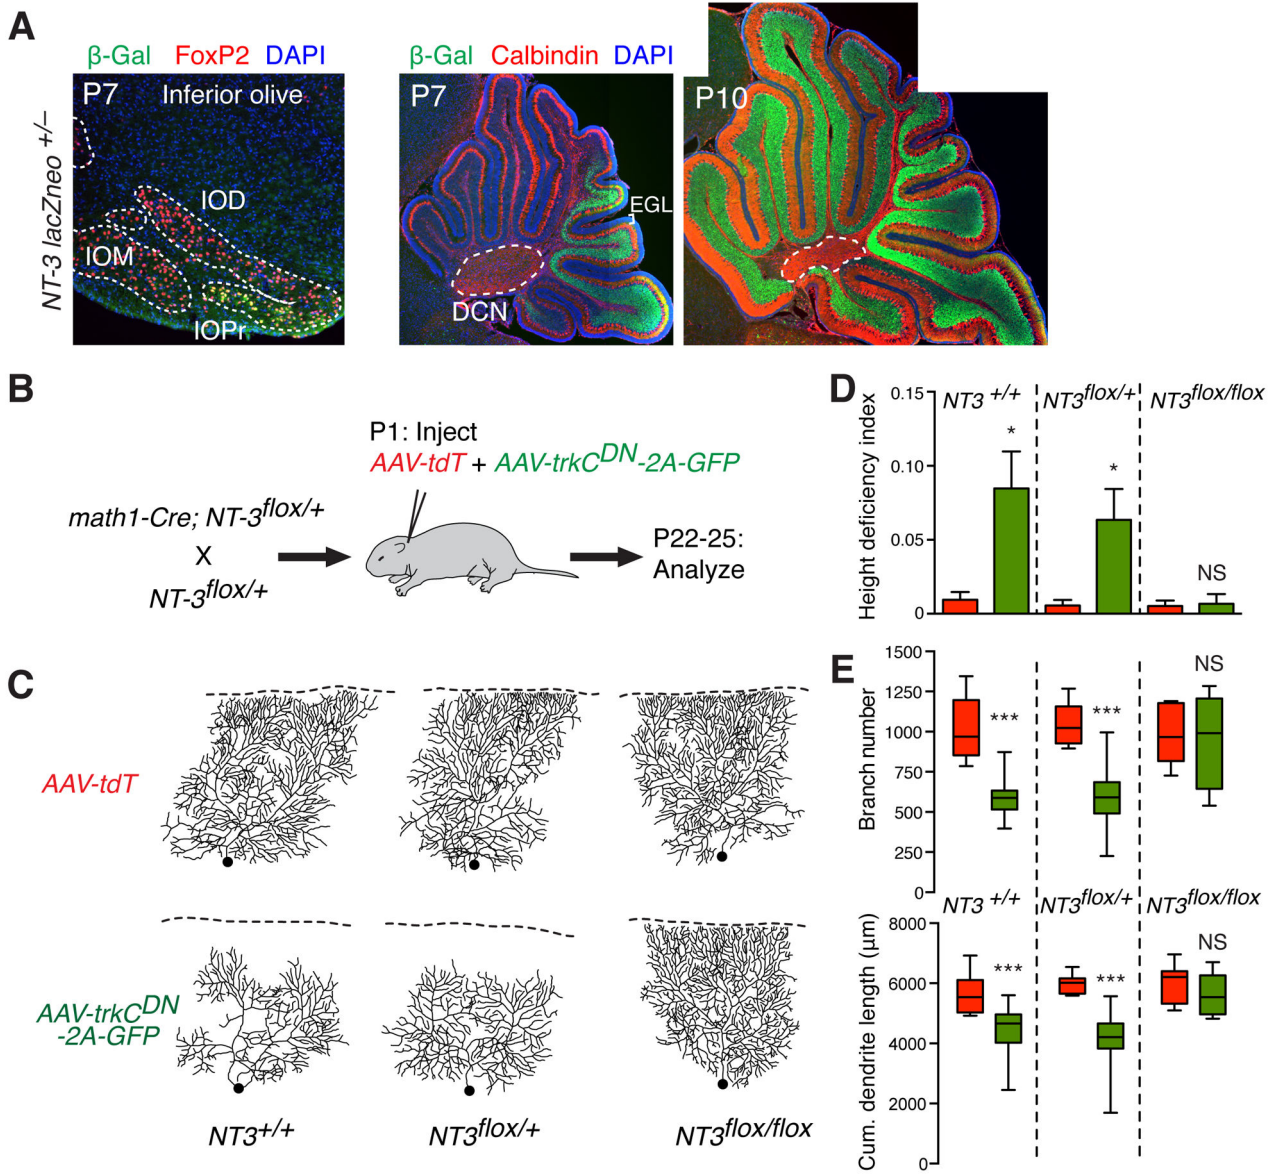 A
β-Gal FoxP2 DAPI
β-Gal Calbindin DAPI
NT-3 lacZneo +/–
P7 Inferior olive
IOD
IOM
IOPr
P7
EGL
DCN
P10
B
P1: Inject
AAV-tdT + AAV-trkC^DN-2A-GFP
math1-Cre; NT-3^flox/+
X
NT-3^flox/+
P22-25:
Analyze
C
AAV-tdT
AAV-trkC^DN
-2A-GFP
NT3^+/+ NT3^flox/+ NT3^flox/flox
D
Height deficiency index
0.15
0.10
0.05
0
NT3 +/+ NT3^flox/+ NT3^flox/flox
* * NS
E
Branch number
1500
1250
1000
750
500
250
0
*** *** NS
NT3 +/+ NT3^flox/+ NT3^flox/flox
Cum. dendrite length (µm)
8000
6000
4000
2000
0
*** *** NS